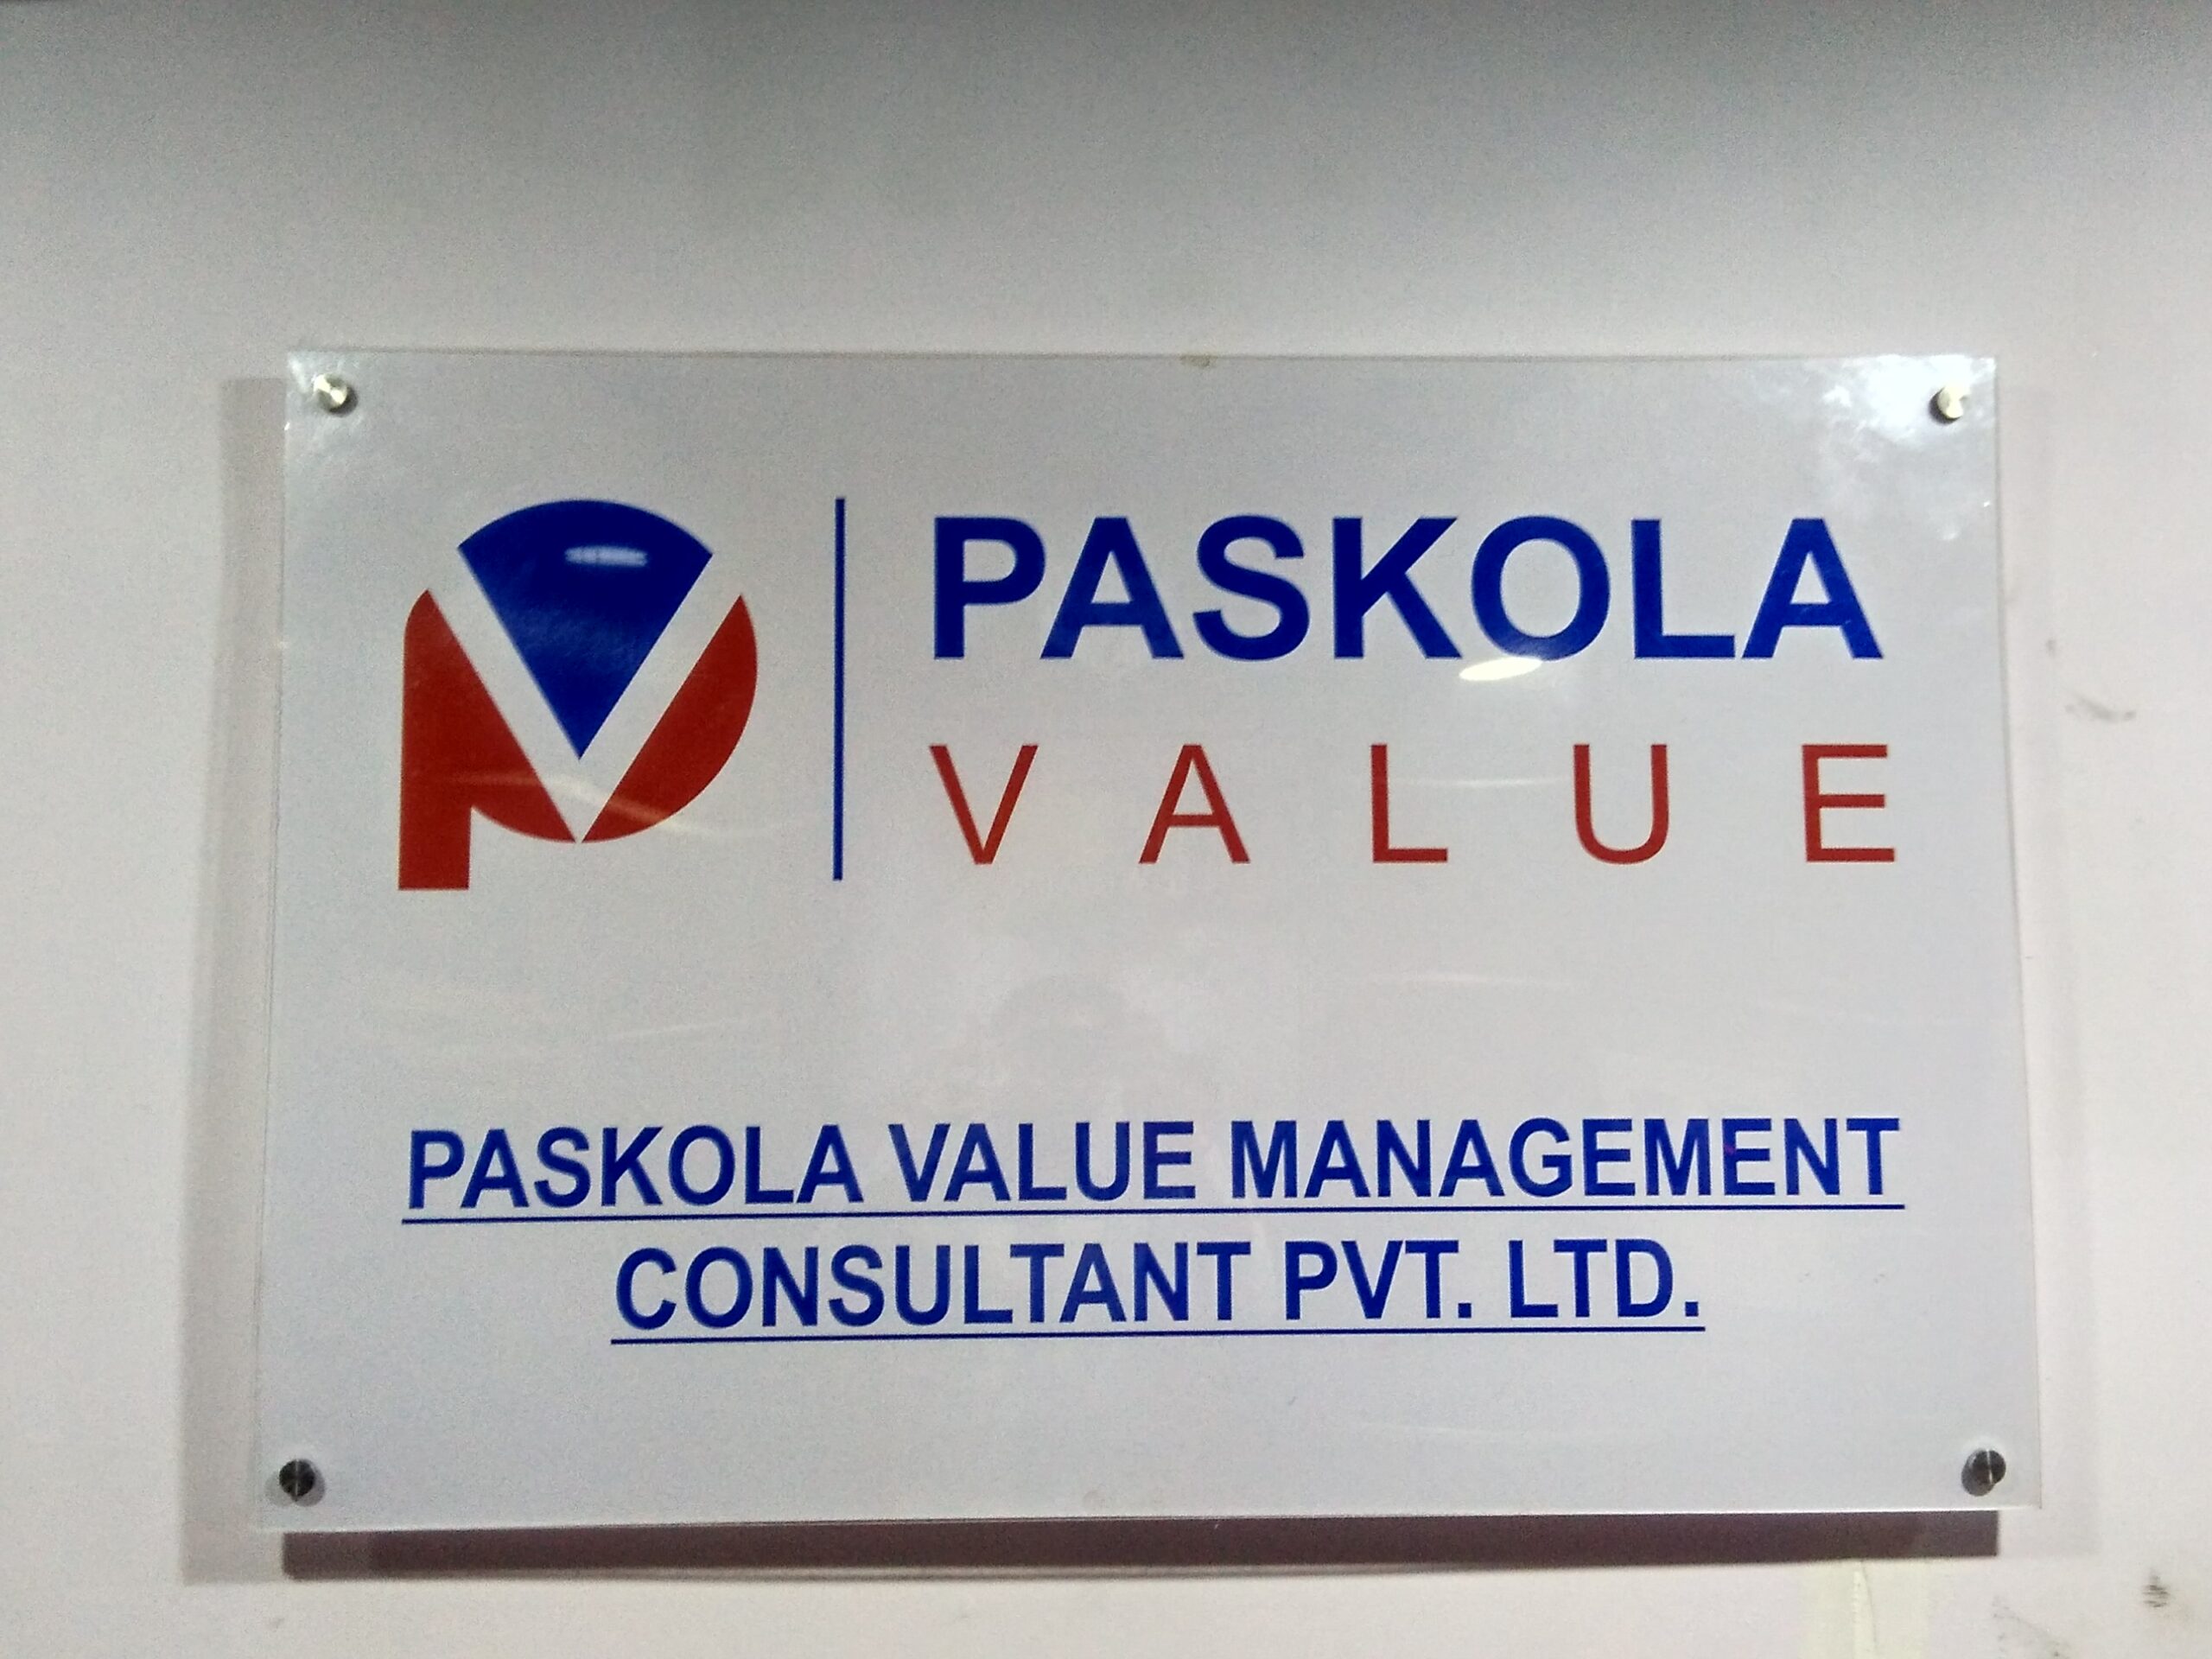 PASKOLA
VALUE
PASKOLA VALUE MANAGEMENT
CONSULTANT PVT. LTD.